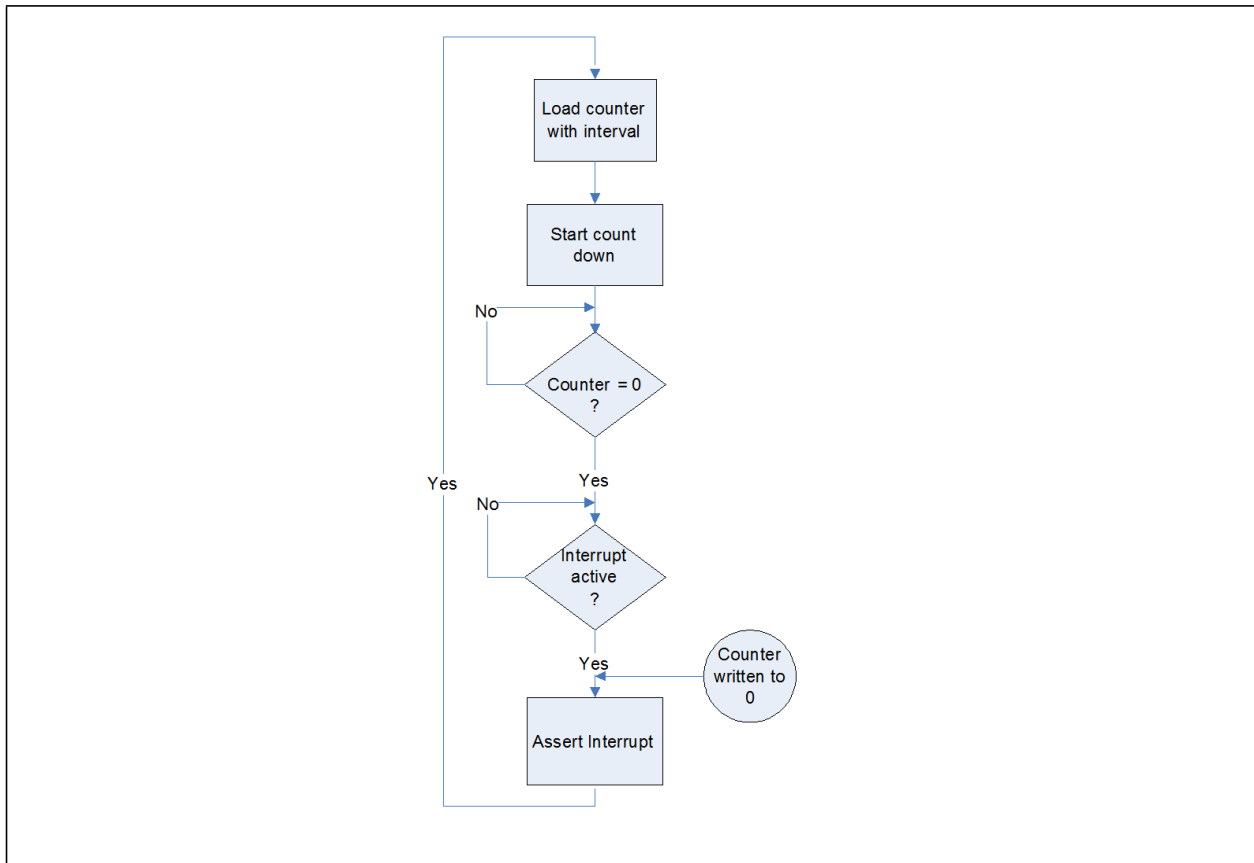 Load counter
with interval
Start count
down
No
Counter = 0
?
Yes
Yes
No
Interrupt
active
?
Yes
Counter
written to
0
Assert Interrupt